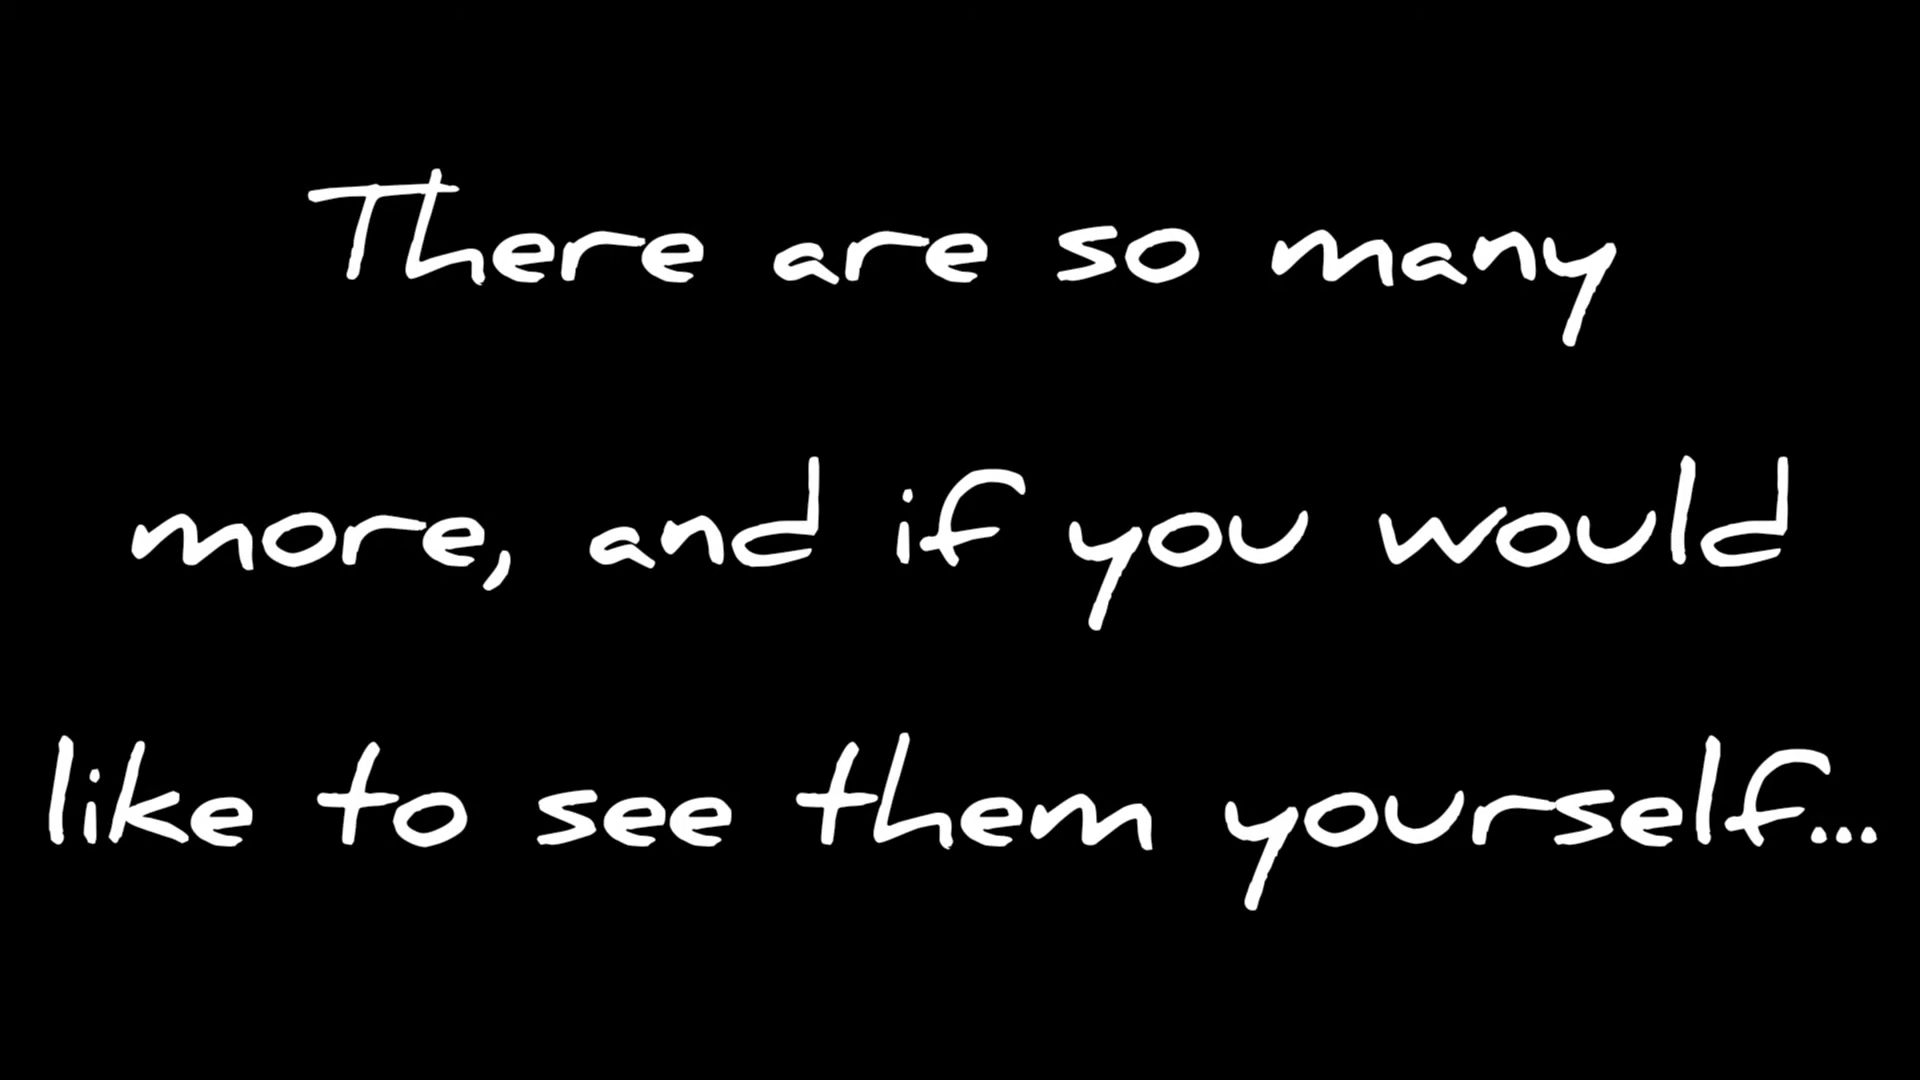 There are so many
more, and if you would
like to see them yourself...